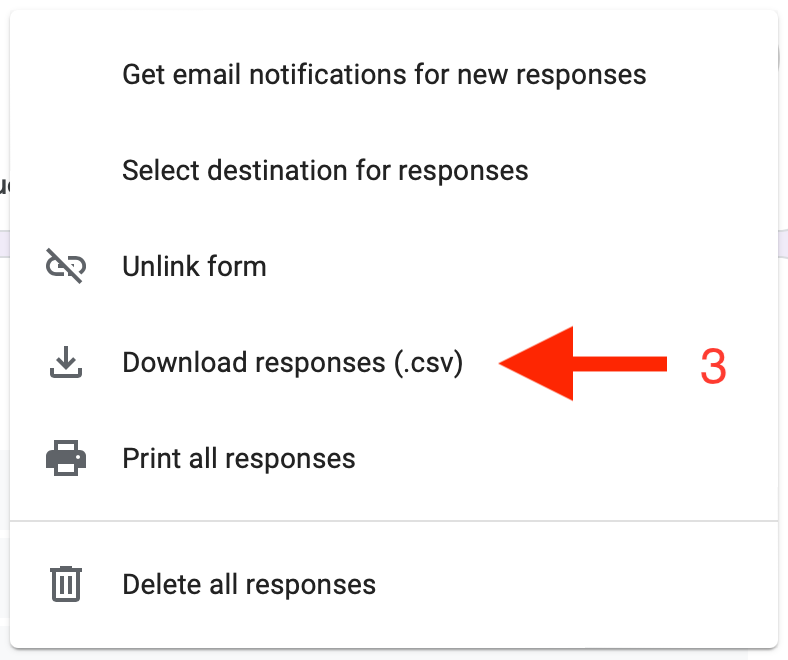 Get email notifications for new responses
Select destination for responses
Unlink form
Download responses (.csv) 3
Print all responses
Delete all responses